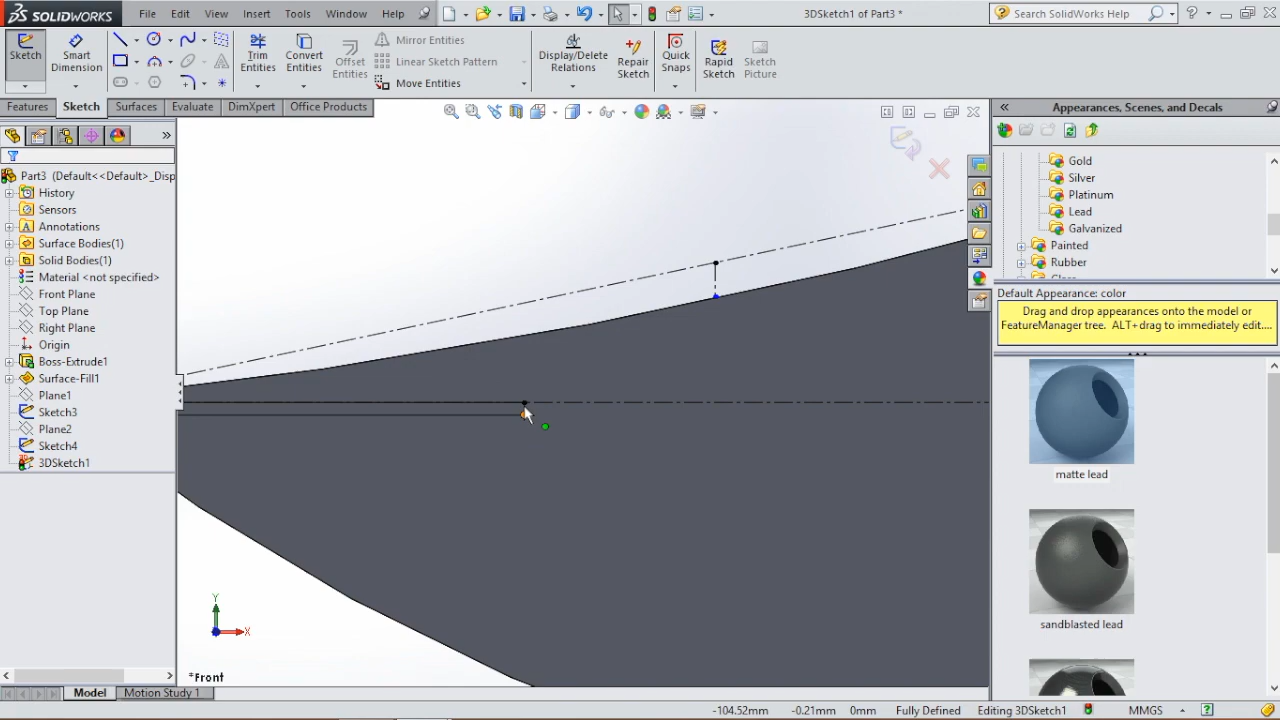 SOLIDWORKS
File Edit View Insert Tools Window Help
3DSketch1 of Part3 *
Search SolidWorks Help
Sketch
Smart Dimension
Trim Entities
Convert Entities
Offset Entities
Mirror Entities
Linear Sketch Pattern
Move Entities
Display/Delete Relations
Repair Sketch
Quick Snaps
Rapid Sketch
Sketch Picture
Features Sketch Surfaces Evaluate DimXpert Office Products
Appearances, Scenes, and Decals
Part3 (Default<<Default>_Disp
History
Sensors
Annotations
Surface Bodies(1)
Solid Bodies(1)
Material <not specified>
Front Plane
Top Plane
Right Plane
Origin
Boss-Extrude1
Surface-Fill1
Plane1
Sketch3
Plane2
Sketch4
3DSketch1
Gold
Silver
Platinum
Lead
Galvanized
Painted
Rubber
Default Appearance: color
Drag and drop appearances onto the model or
FeatureManager tree. ALT+drag to immediately edit....
matte lead
sandblasted lead
Y
X
*Front
Model Motion Study 1
-104.52mm -0.21mm 0mm Fully Defined Editing 3DSketch1 MMGS